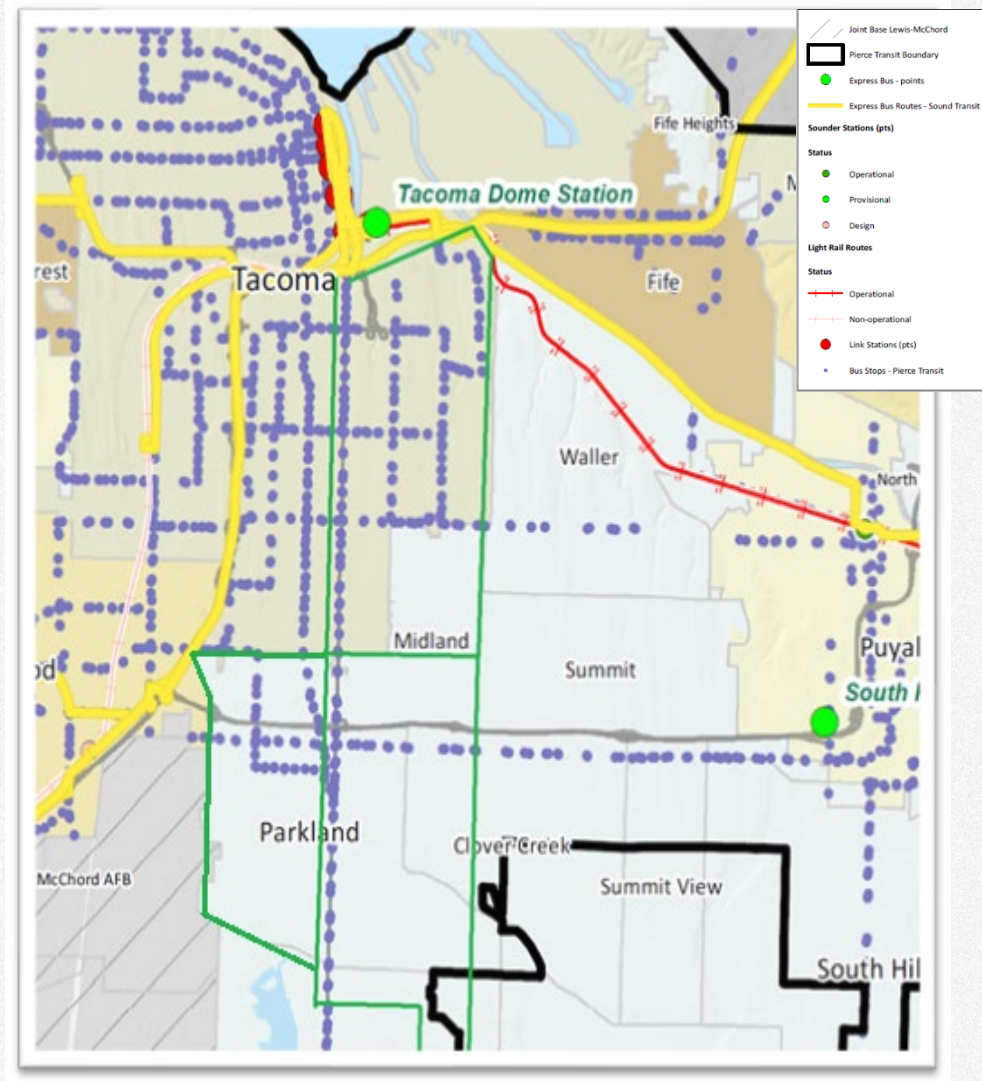 Joint Base Lewis-McChord
Pierce Transit Boundary
Express Bus - points
Express Bus Routes - Sound Transit
Sounder Stations (pts)
Status
Operational
Provisional
Design
Light Rail Routes
Status
Operational
Non-operational
Link Stations (pts)
Bus Stops - Pierce Transit
Fife Heights
Tacoma Dome Station
rest
Tacoma
Fife
Waller
North
Midland
Summit
Puyal
od
South
Parkland
Clover Creek
McChord AFB
Summit View
South Hil